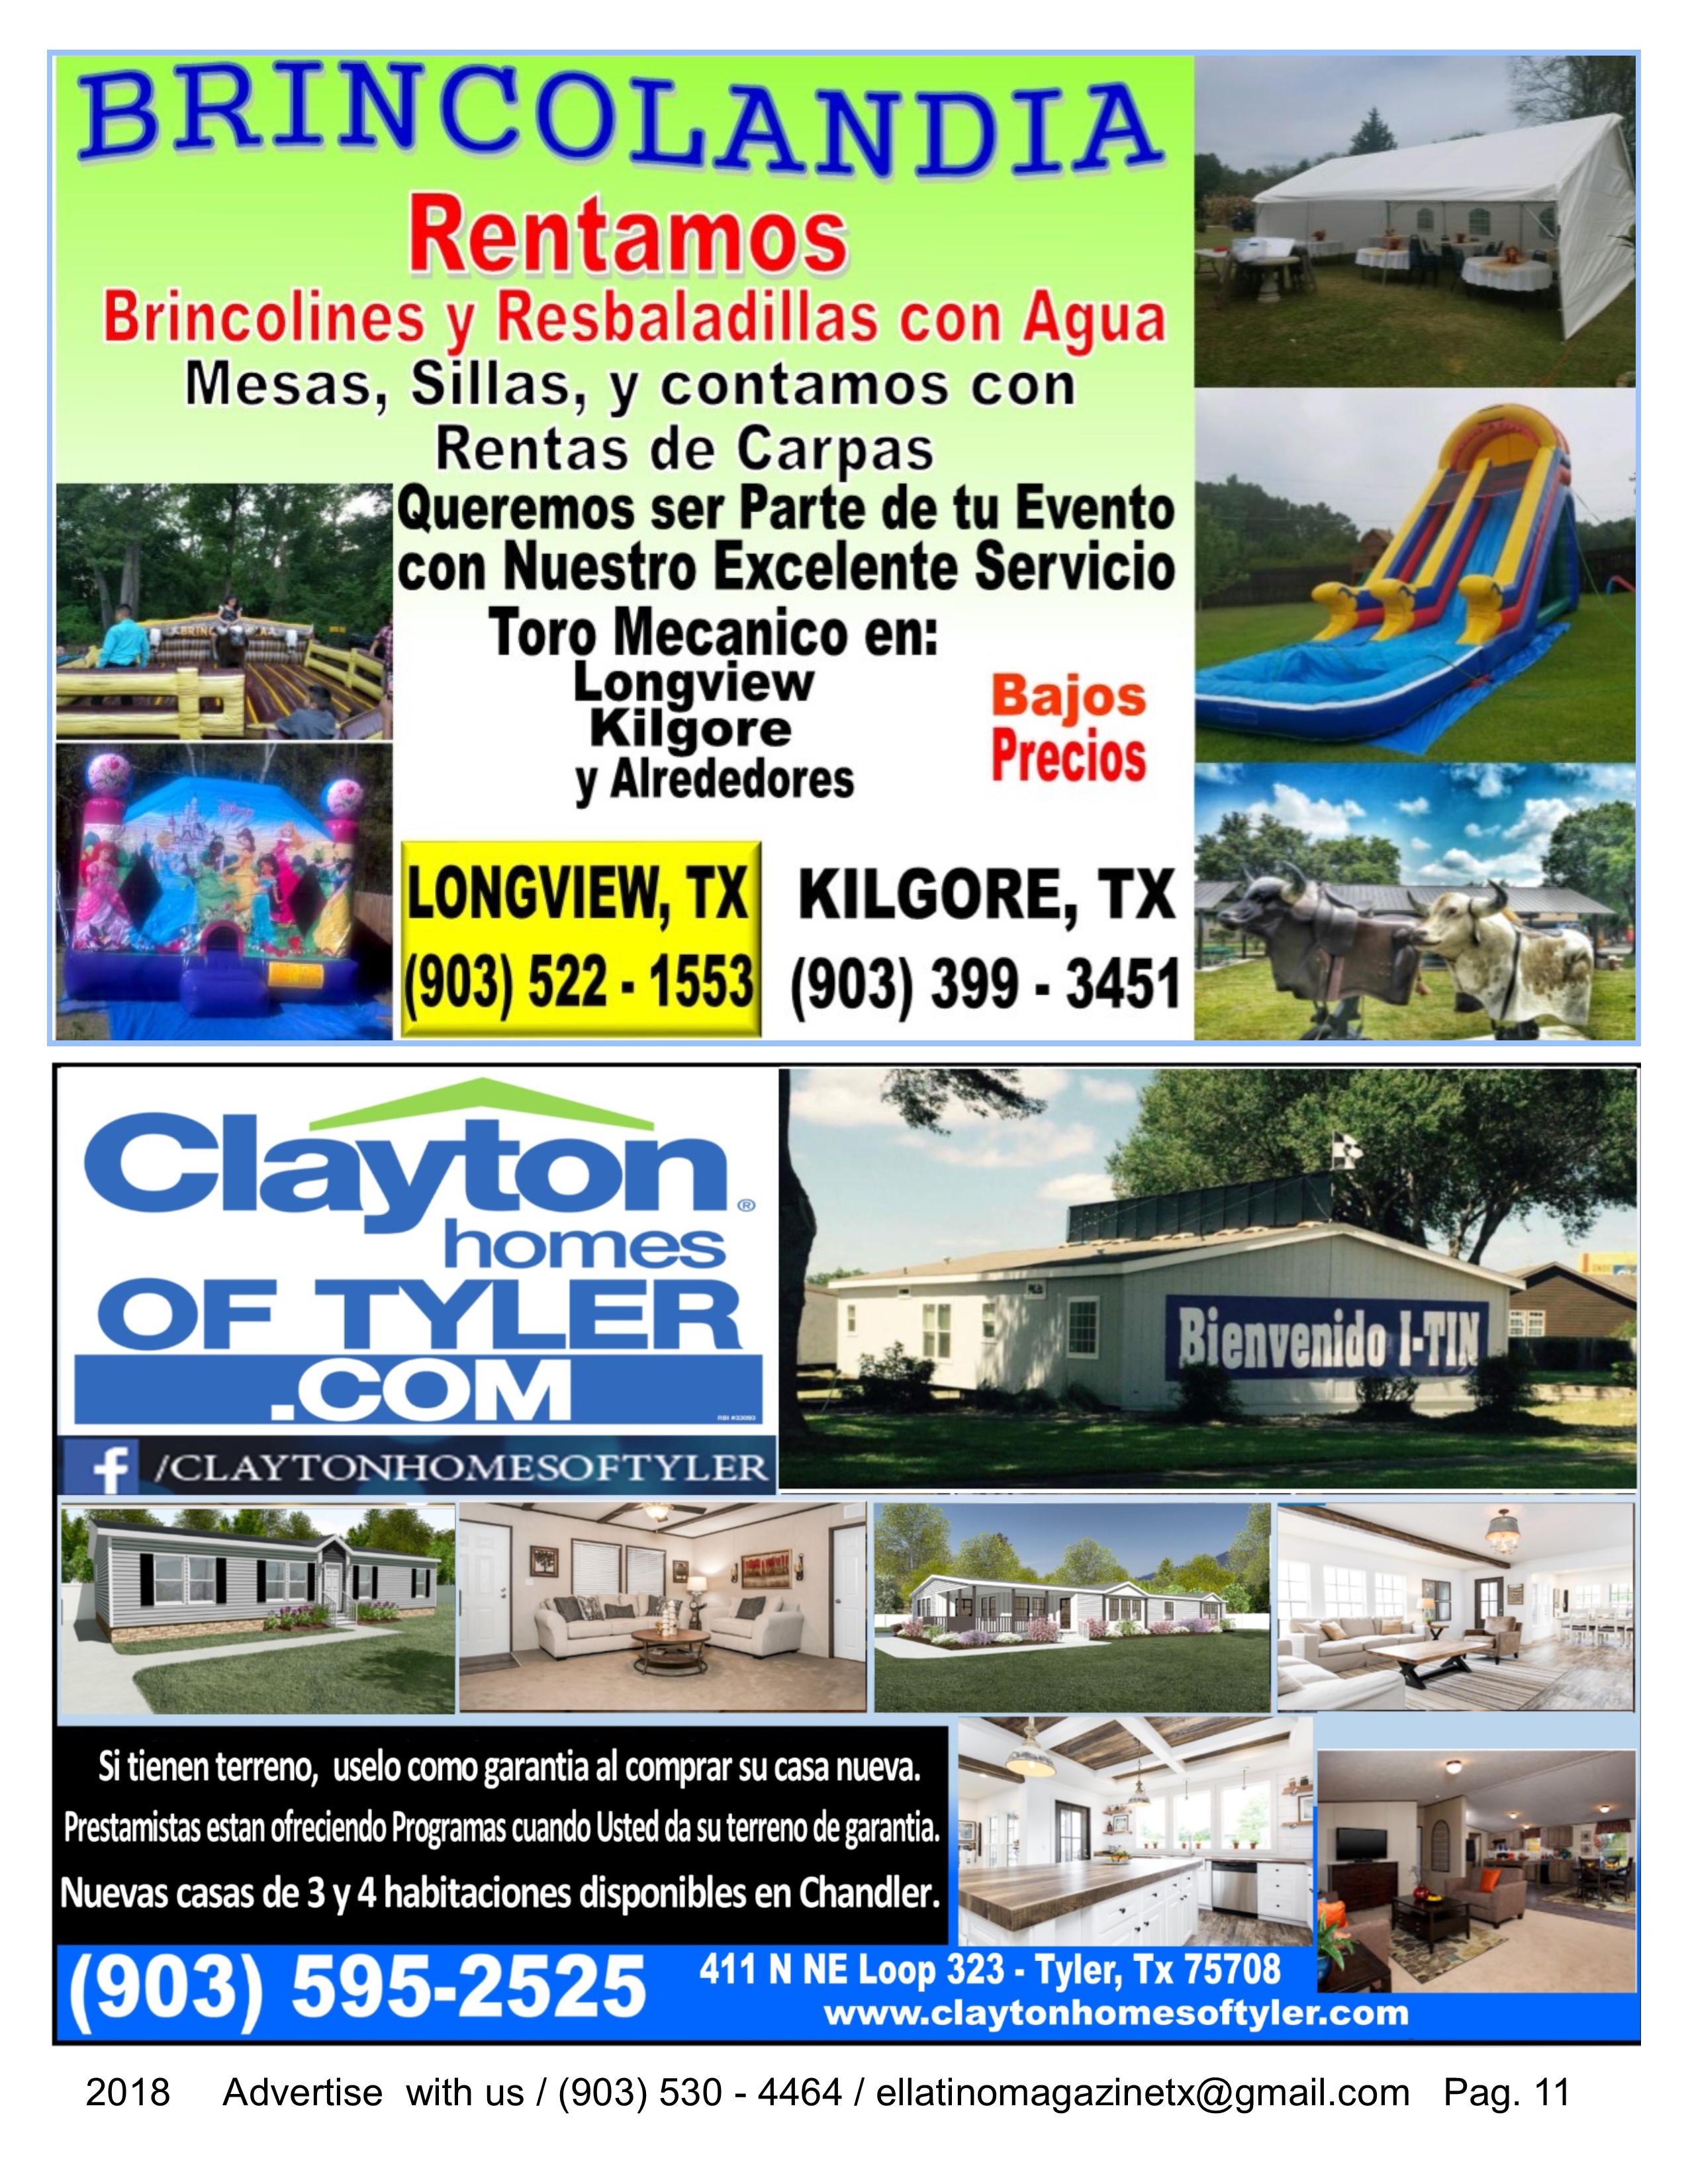 BRINCOLANDIA
Rentamos
Brincolines y Resbaladillas con Agua
Mesas, Sillas, y contamos con
Rentas de Carpas
Queremos ser Parte de tu Evento
con Nuestro Excelente Servicio
Toro Mecanico en:
Longview
Kilgore
y Alrededores
Bajos
Precios
LONGVIEW, TX
(903) 522 - 1553
KILGORE, TX
(903) 399 - 3451
Clayton®
homes
OF TYLER
.COM
RBI #33093
f /CLAYTONHOMESOFTYLER
Bienvenido I-TIN
Si tienen terreno, uselo como garantia al comprar su casa nueva.
Prestamistas estan ofreciendo Programas cuando Usted da su terreno de garantia.
Nuevas casas de 3 y 4 habitaciones disponibles en Chandler.
(903) 595-2525
411 N NE Loop 323 - Tyler, Tx 75708
www.claytonhomesoftyler.com
2018 Advertise with us / (903) 530 - 4464 / ellatinomagazinetx@gmail.com Pag. 11